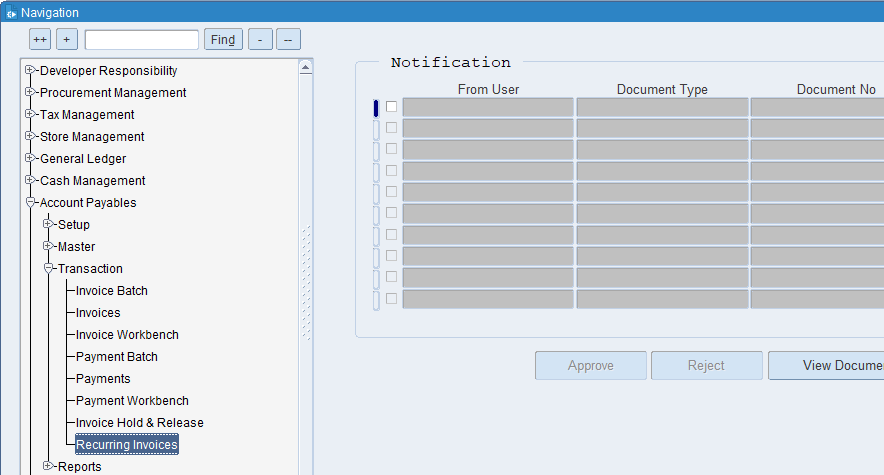 Navigation
++ + Find - --
Developer Responsibility
Procurement Management
Tax Management
Store Management
General Ledger
Cash Management
Account Payables
Setup
Master
Transaction
Invoice Batch
Invoices
Invoice Workbench
Payment Batch
Payments
Payment Workbench
Invoice Hold & Release
Recurring Invoices
Reports
Notification
From User Document Type Document No
Approve Reject View Docume